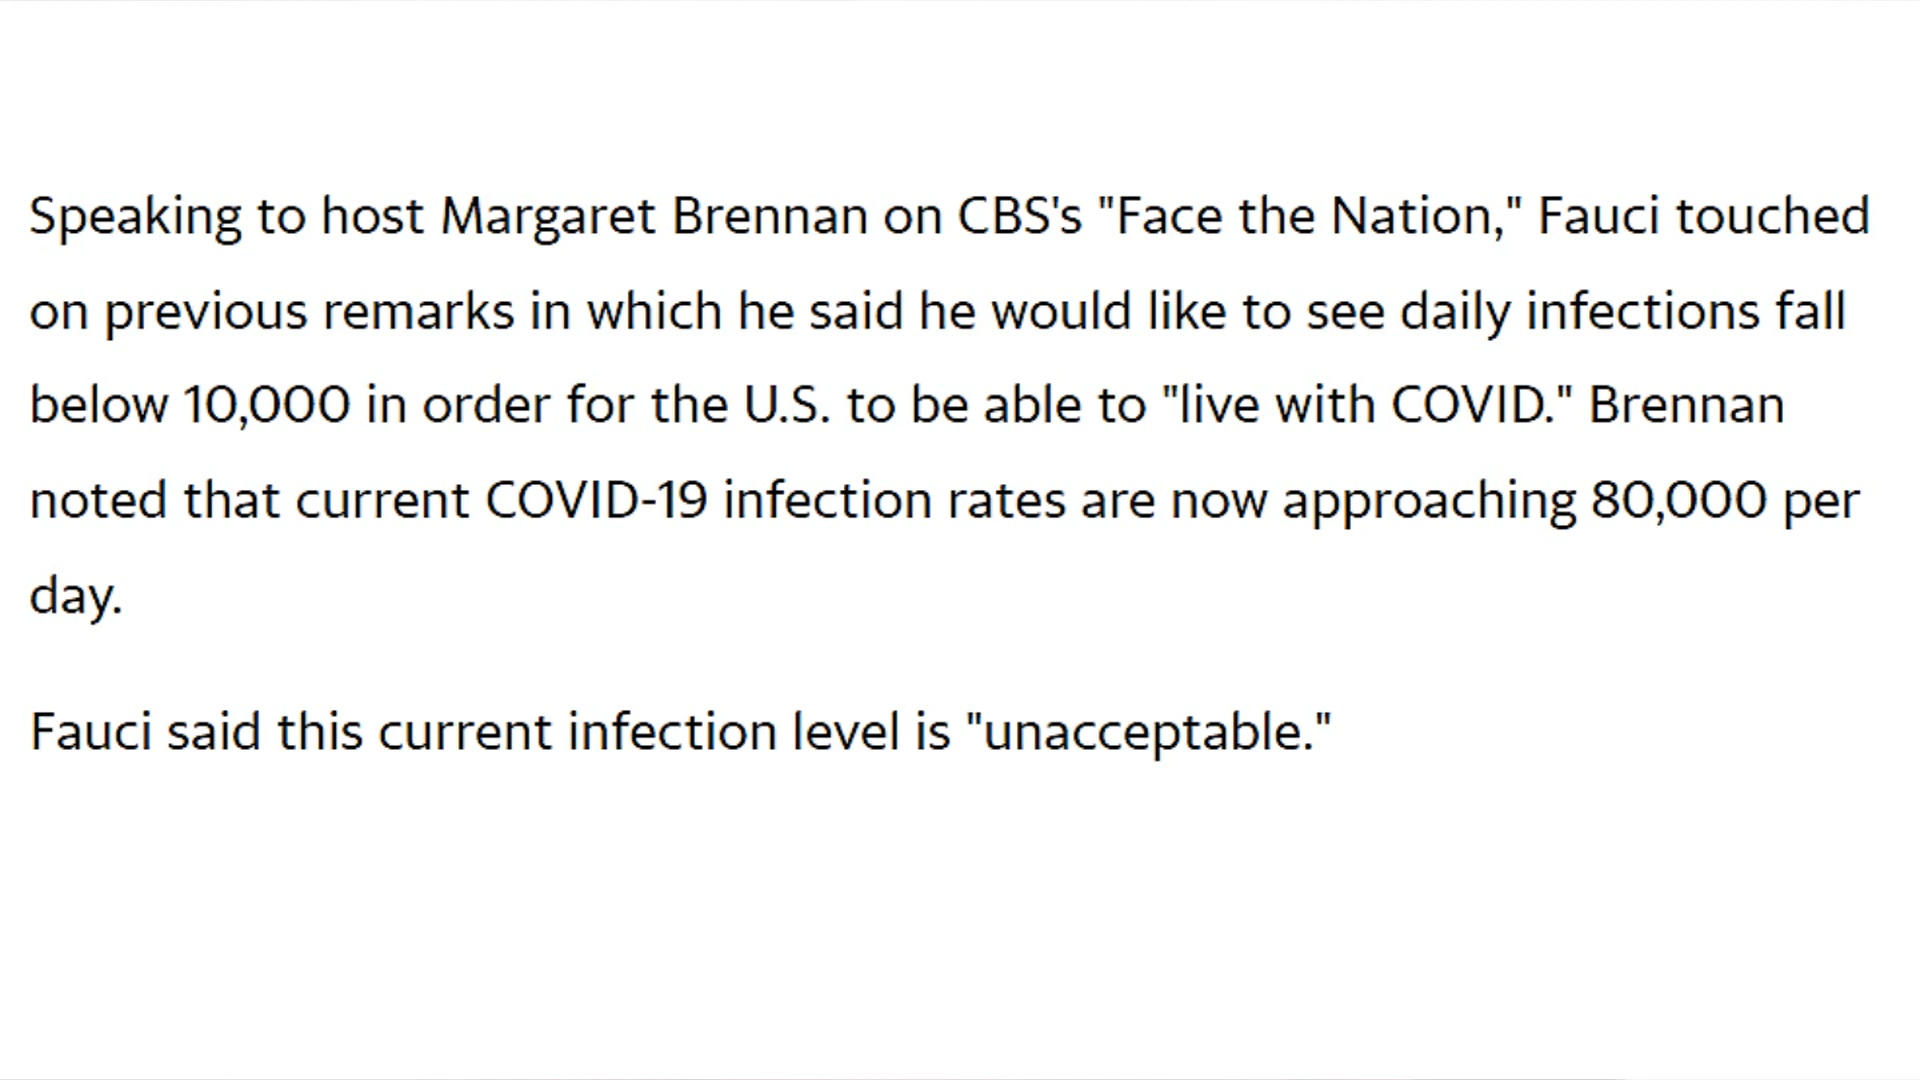 Speaking to host Margaret Brennan on CBS's "Face the Nation," Fauci touched
on previous remarks in which he said he would like to see daily infections fall
below 10,000 in order for the U.S. to be able to "live with COVID." Brennan
noted that current COVID-19 infection rates are now approaching 80,000 per
day.
Fauci said this current infection level is "unacceptable."